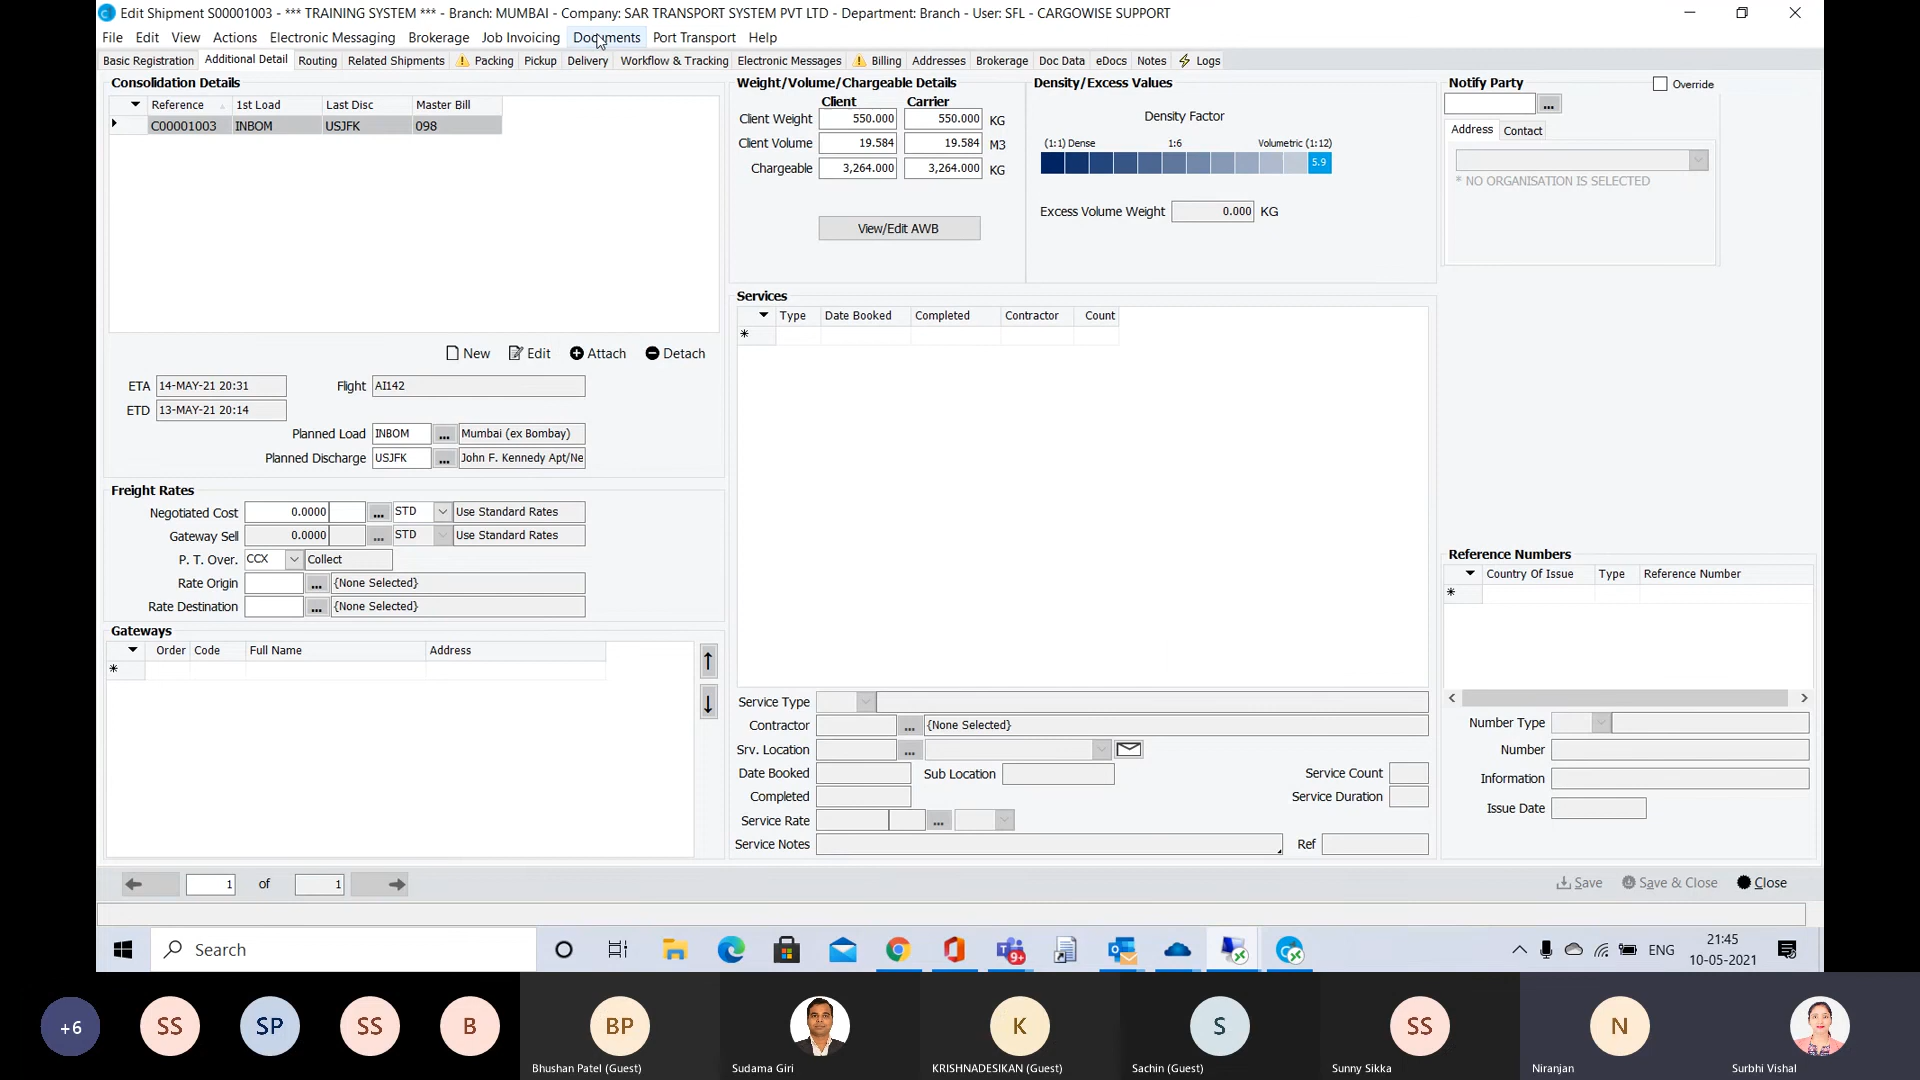 Edit Shipment S00001003 - *** TRAINING SYSTEM *** - Branch: MUMBAI - Company: SAR TRANSPORT SYSTEM PVT LTD - Department: Branch - User: SFL - CARGOWISE SUPPORT
File Edit View Actions Electronic Messaging Brokerage Job Invoicing Documents Port Transport Help
Basic Registration Additional Detail Routing Related Shipments Packing Pickup Delivery Workflow & Tracking Electronic Messages Billing Addresses Brokerage Doc Data eDocs Notes Logs
Consolidation Details
Reference 1st Load Last Disc Master Bill
C00001003 INBOM USJFK 098
New Edit Attach Detach
ETA 14-MAY-21 20:31 Flight AI142
ETD 13-MAY-21 20:14
Planned Load INBOM ... Mumbai (ex Bombay)
Planned Discharge USJFK ... John F. Kennedy Apt/Ne
Freight Rates
Negotiated Cost 0.0000 ... STD Use Standard Rates
Gateway Sell 0.0000 ... STD Use Standard Rates
P. T. Over. CCX Collect
Rate Origin ... {None Selected}
Rate Destination ... {None Selected}
Gateways
Order Code Full Name Address
*
Weight/Volume/Chargeable Details
Client Carrier
Client Weight 550.000 550.000 KG
Client Volume 19.584 19.584 M3
Chargeable 3,264.000 3,264.000 KG
View/Edit AWB
Density/Excess Values
Density Factor
(1:1) Dense 1:6 Volumetric (1:12)
5.9
Excess Volume Weight 0.000 KG
Services
Type Date Booked Completed Contractor Count
*
Service Type
Contractor ... {None Selected}
Srv. Location ...
Date Booked Sub Location Service Count
Completed Service Duration
Service Rate ...
Service Notes Ref
Notify Party Override
...
Address Contact
* NO ORGANISATION IS SELECTED
Reference Numbers
Country Of Issue Type Reference Number
*
Number Type
Number
Information
Issue Date
1 of 1
Save Save & Close Close
Search
9+
ENG
21:45
10-05-2021
+6 SS SP SS B BP K S SS N
Bhushan Patel (Guest) Sudama Giri KRISHNADESIKAN (Guest) Sachin (Guest) Sunny Sikka Niranjan Surbhi Vishal